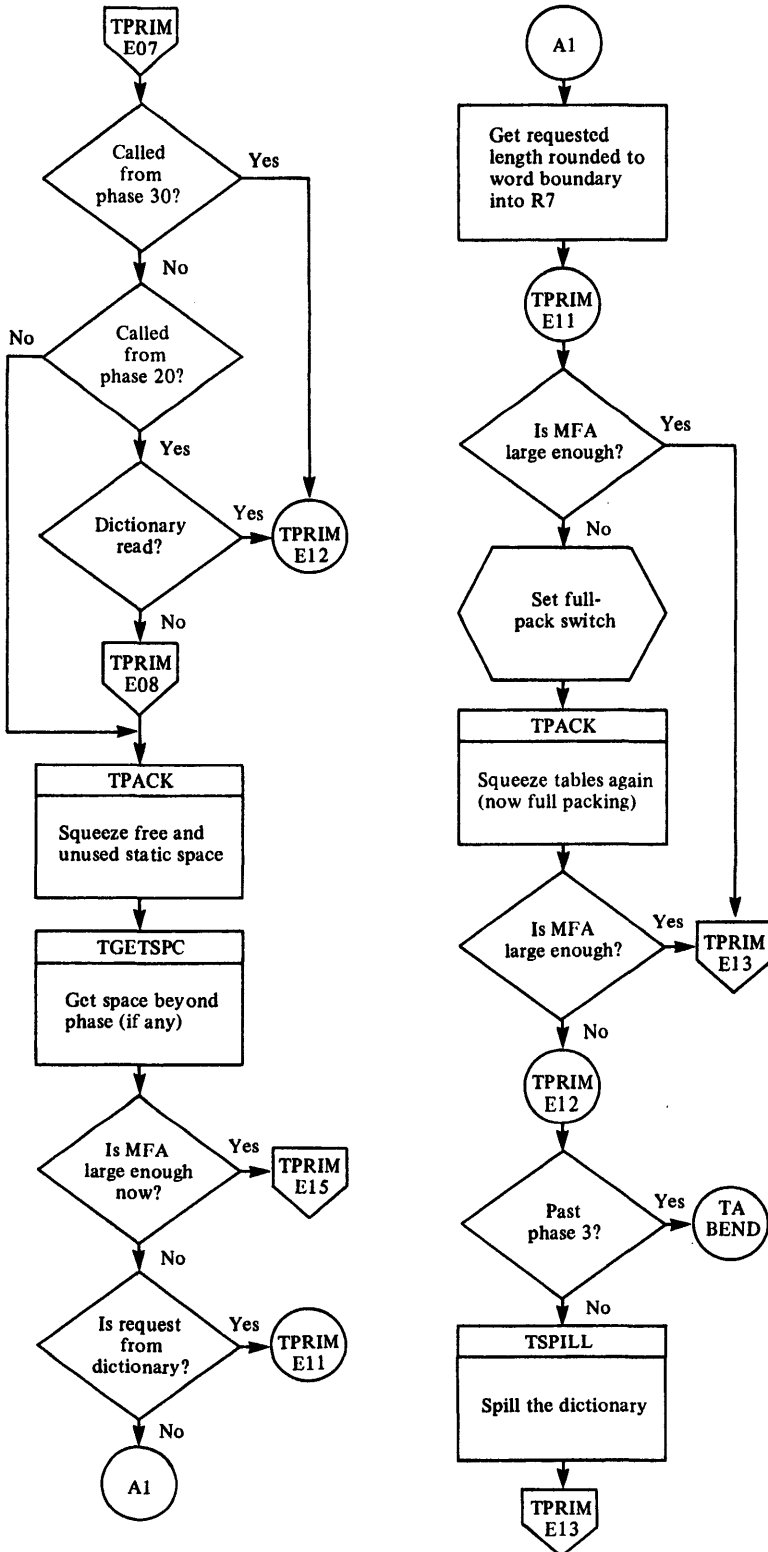 TPRIM
E07
Called
from
phase 30?
Yes
No
Called
from
phase 20?
No
Yes
Dictionary
read?
Yes
TPRIM
E12
No
TPRIM
E08
TPACK
Squeeze free and
unused static space
TGETSPC
Get space beyond
phase (if any)
Is MFA
large enough
now?
Yes
TPRIM
E15
No
Is request
from
dictionary?
Yes
TPRIM
E11
No
A1
A1
Get requested
length rounded to
word boundary
into R7
TPRIM
E11
Is MFA
large enough?
Yes
No
Set full-
pack switch
TPACK
Squeeze tables again
(now full packing)
Is MFA
large enough?
Yes
TPRIM
E13
No
TPRIM
E12
Past
phase 3?
Yes
TA
BEND
No
TSPILL
Spill the dictionary
TPRIM
E13